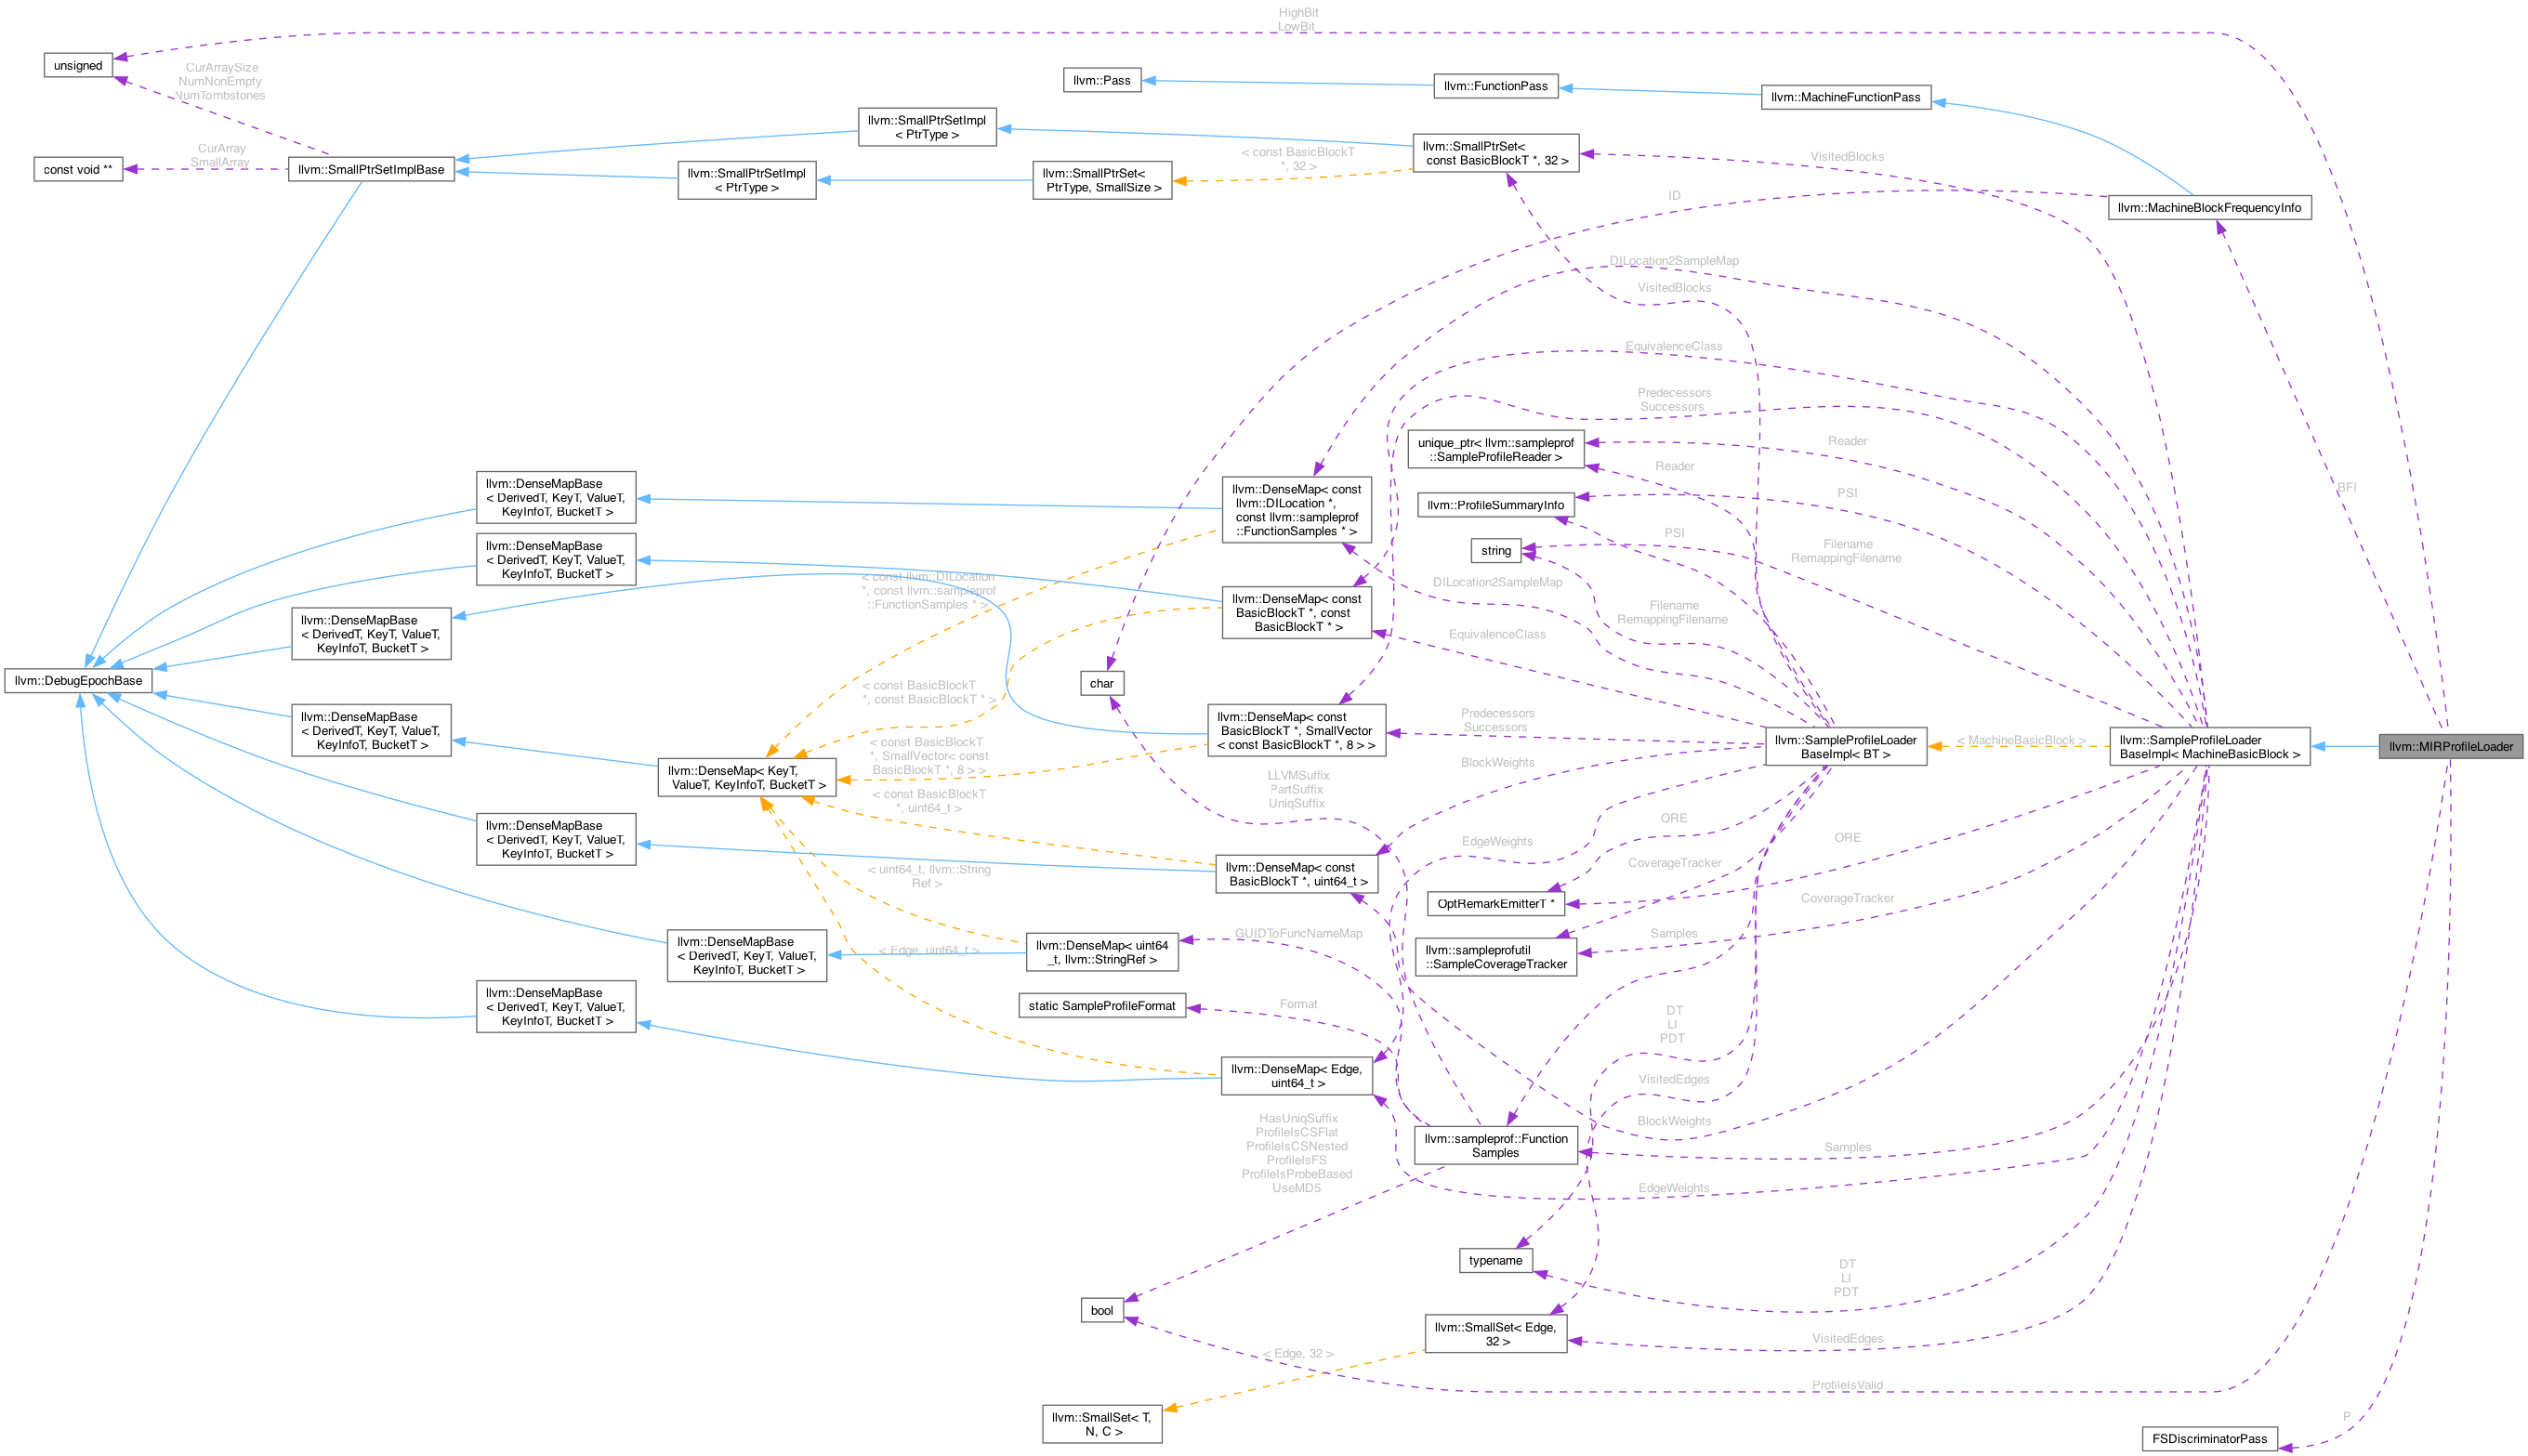 HighBit
LowBit
unsigned
CurArraySize
NumNonEmpty
NumTombstones
llvm::Pass
llvm::FunctionPass
llvm::MachineFunctionPass
llvm::SmallPtrSetImpl
< PtrType >
const void **
CurArray
SmallArray
llvm::SmallPtrSetImplBase
llvm::SmallPtrSetImpl
< PtrType >
llvm::SmallPtrSet<
PtrType, SmallSize >
< const BasicBlockT
*, 32 >
llvm::SmallPtrSet<
const BasicBlockT *, 32 >
VisitedBlocks
ID
llvm::MachineBlockFrequencyInfo
DILocation2SampleMap
VisitedBlocks
EquivalenceClass
Predecessors
Successors
unique_ptr< llvm::sampleprof
::SampleProfileReader >
Reader
Reader
llvm::ProfileSummaryInfo
PSI
PSI
BFI
string
Filename
RemappingFilename
llvm::DenseMapBase
< DerivedT, KeyT, ValueT,
KeyInfoT, BucketT >
llvm::DenseMap< const
llvm::DILocation *,
const llvm::sampleprof
::FunctionSamples * >
llvm::DenseMapBase
< DerivedT, KeyT, ValueT,
KeyInfoT, BucketT >
< const llvm::DILocation
*, const llvm::sampleprof
::FunctionSamples * >
llvm::DenseMap< const
BasicBlockT *, const
BasicBlockT * >
DILocation2SampleMap
Filename
RemappingFilename
EquivalenceClass
llvm::DenseMapBase
< DerivedT, KeyT, ValueT,
KeyInfoT, BucketT >
llvm::DebugEpochBase
char
< const BasicBlockT
*, const BasicBlockT * >
llvm::DenseMapBase
< DerivedT, KeyT, ValueT,
KeyInfoT, BucketT >
llvm::DenseMap< const
BasicBlockT *, SmallVector
< const BasicBlockT *, 8 > >
Predecessors
Successors
llvm::SampleProfileLoader
BaseImpl< BT >
< MachineBasicBlock >
llvm::SampleProfileLoader
BaseImpl< MachineBasicBlock >
llvm::MIRProfileLoader
< const BasicBlockT
*, SmallVector< const
BasicBlockT *, 8 > >
llvm::DenseMap< KeyT,
ValueT, KeyInfoT, BucketT >
BlockWeights
LLVMSuffix
PartSuffix
UniqSuffix
< const BasicBlockT
*, uint64_t >
llvm::DenseMapBase
< DerivedT, KeyT, ValueT,
KeyInfoT, BucketT >
ORE
ORE
EdgeWeights
CoverageTracker
llvm::DenseMap< const
BasicBlockT *, uint64_t >
< uint64_t, llvm::String
Ref >
OptRemarkEmitterT *
CoverageTracker
llvm::DenseMapBase
< DerivedT, KeyT, ValueT,
KeyInfoT, BucketT >
< Edge, uint64_t >
llvm::DenseMap< uint64
_t, llvm::StringRef >
GUIDToFuncNameMap
llvm::sampleprofutil
::SampleCoverageTracker
Samples
llvm::DenseMapBase
< DerivedT, KeyT, ValueT,
KeyInfoT, BucketT >
static SampleProfileFormat
Format
DT
LI
PDT
llvm::DenseMap< Edge,
uint64_t >
VisitedEdges
HasUniqSuffix
ProfileIsCSFlat
ProfileIsCSNested
ProfileIsFS
ProfileIsProbeBased
UseMD5
llvm::sampleprof::Function
Samples
BlockWeights
Samples
EdgeWeights
typename
DT
LI
PDT
bool
llvm::SmallSet< Edge,
32 >
VisitedEdges
< Edge, 32 >
ProfileIsValid
llvm::SmallSet< T,
N, C >
P
FSDiscriminatorPass